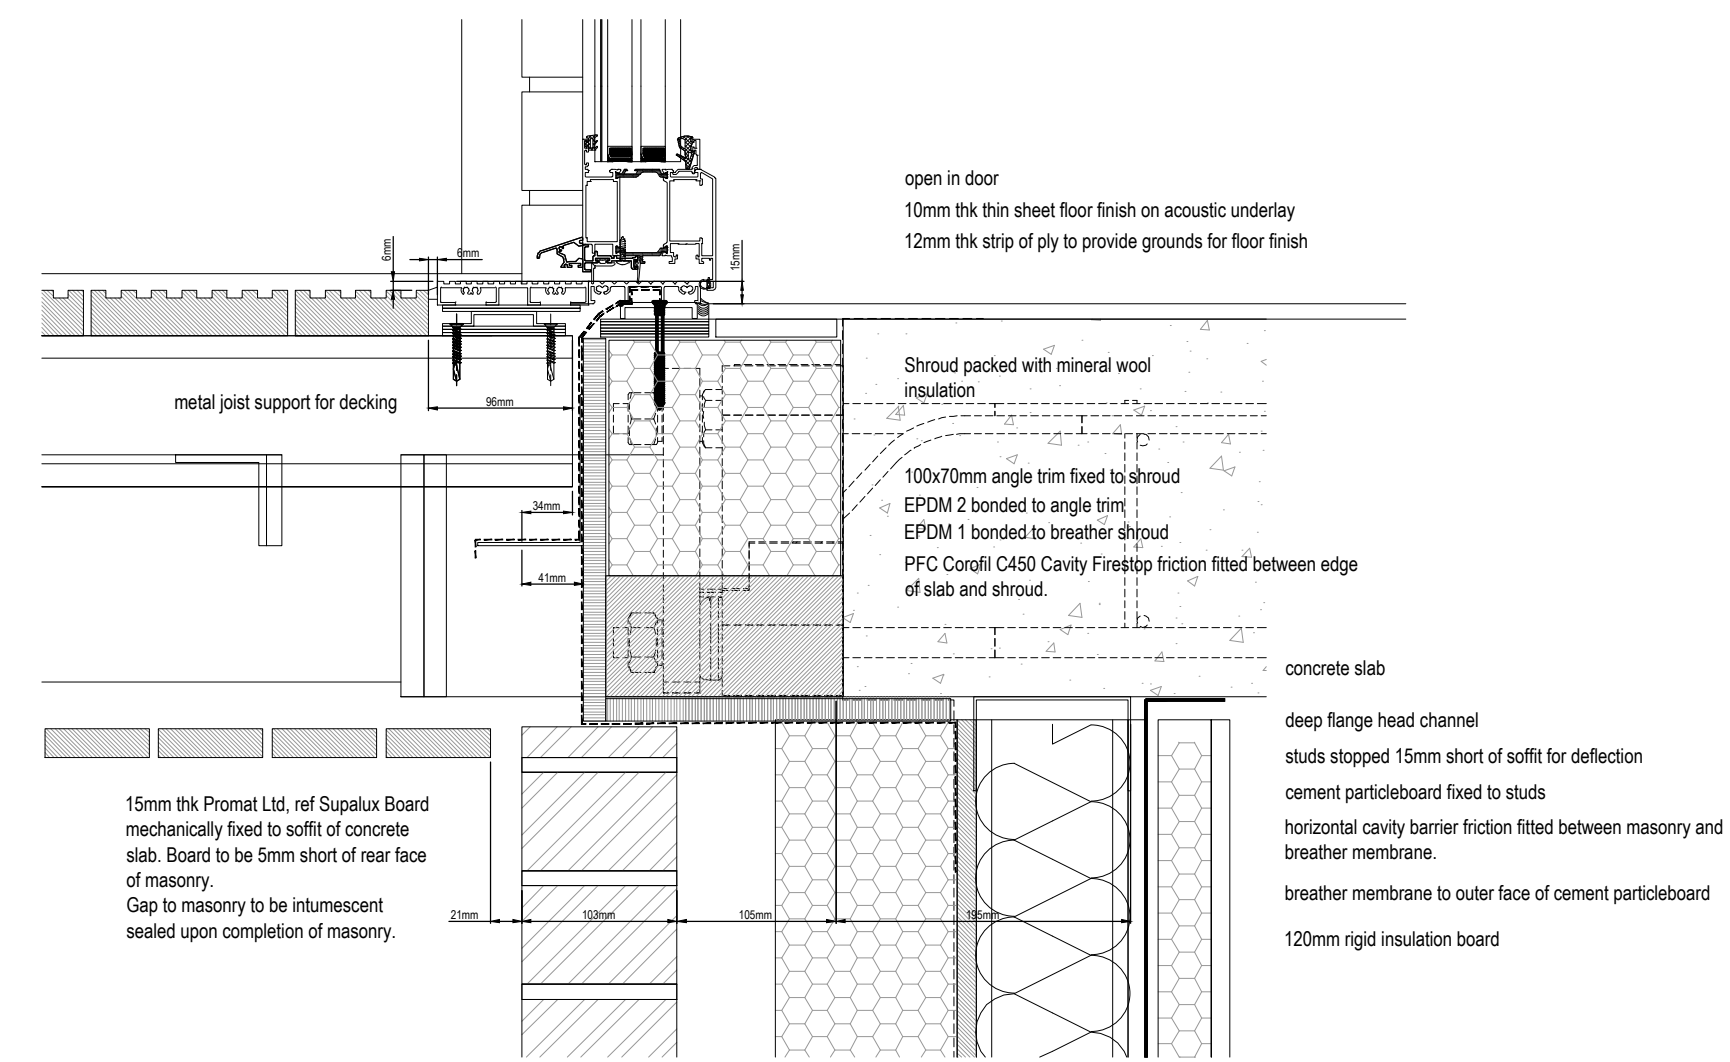 open in door
10mm thk thin sheet floor finish on acoustic underlay
12mm thk strip of ply to provide grounds for floor finish
6mm
6mm
15mm
Shroud packed with mineral wool
insulation
metal joist support for decking
96mm
100x70mm angle trim fixed to shroud
EPDM 2 bonded to angle trim
EPDM 1 bonded to breather shroud
34mm
PFC Corofil C450 Cavity Firestop friction fitted between edge
of slab and shroud.
41mm
concrete slab
deep flange head channel
studs stopped 15mm short of soffit for deflection
cement particleboard fixed to studs
horizontal cavity barrier friction fitted between masonry and
breather membrane.
breather membrane to outer face of cement particleboard
120mm rigid insulation board
15mm thk Promat Ltd, ref Supalux Board
mechanically fixed to soffit of concrete
slab. Board to be 5mm short of rear face
of masonry.
Gap to masonry to be intumescent
sealed upon completion of masonry.
21mm
103mm
105mm
195mm